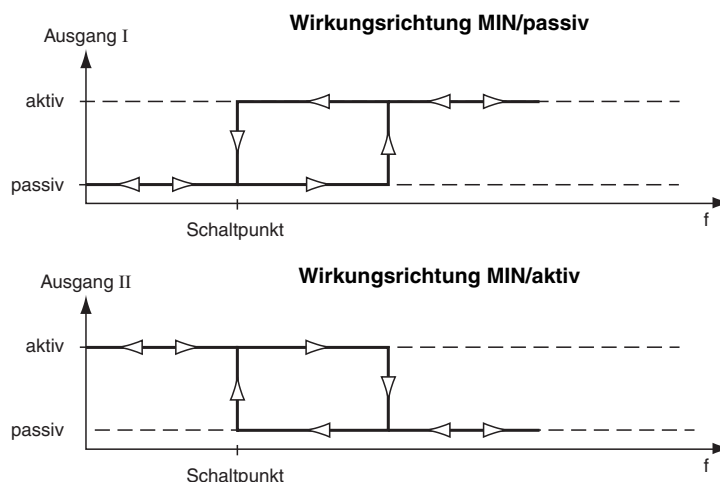 Wirkungsrichtung MIN/passiv
Ausgang I
aktiv
passiv
Schaltpunkt
f
Wirkungsrichtung MIN/aktiv
Ausgang II
aktiv
passiv
Schaltpunkt
f